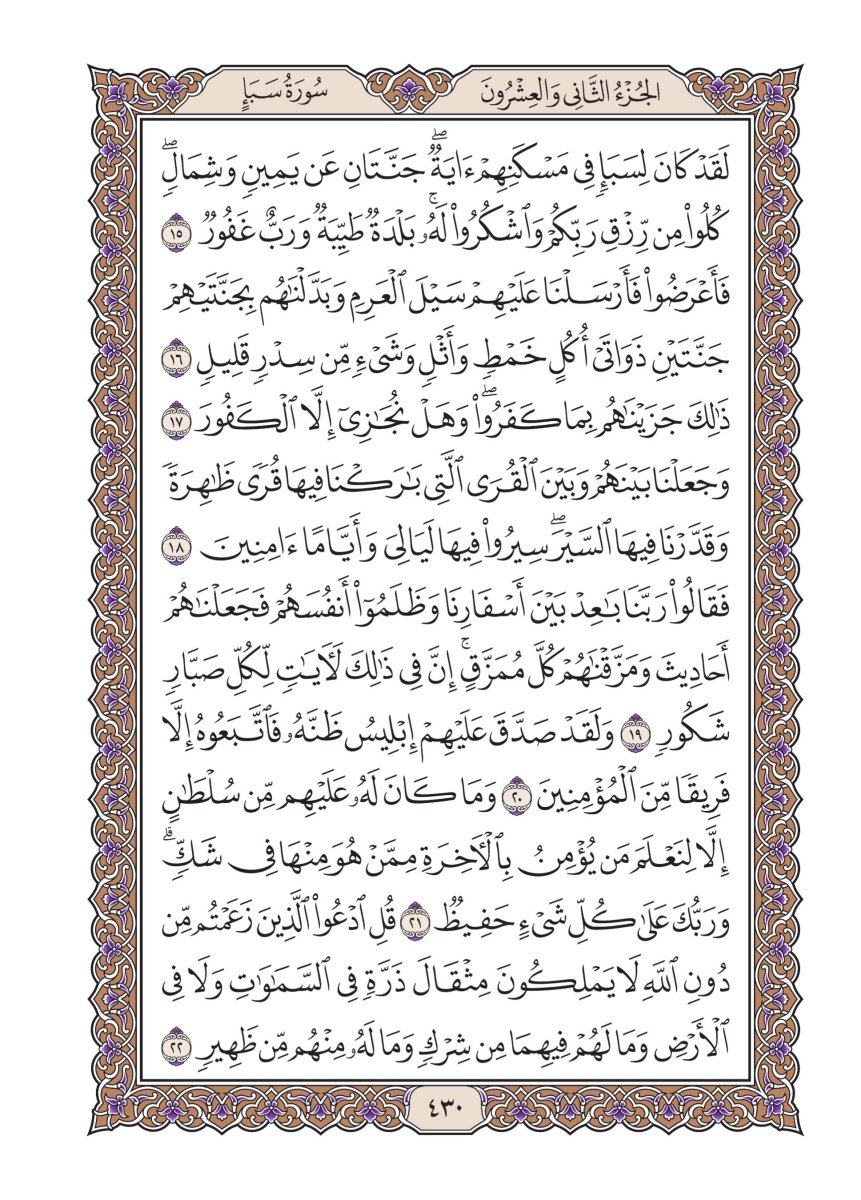 الجُزْءُ الثَّانِي وَالعِشْرُونَ
سُورَةُ سَبَإٍ
لَقَدۡ كَانَ لِسَبَإٖ فِي مَسۡكَنِهِمۡ ءَايَةٞۖ جَنَّتَانِ عَن يَمِينٖ وَشِمَالٖۖ
كُلُواْ مِن رِّزۡقِ رَبِّكُمۡ وَٱشۡكُرُواْ لَهُۥۚ بَلۡدَةٞ طَيِّبَةٞ وَرَبٌّ غَفُورٞ ١٥
فَأَعۡرَضُواْ فَأَرۡسَلۡنَا عَلَيۡهِمۡ سَيۡلَ ٱلۡعَرِمِ وَبَدَّلۡنَٰهُم بِجَنَّتَيۡهِمۡ
جَنَّتَيۡنِ ذَوَاتَيۡ أُكُلٍ خَمۡطٖ وَأَثۡلٖ وَشَيۡءٖ مِّن سِدۡرٖ قَلِيلٖ ١٦
ذَٰلِكَ جَزَيۡنَٰهُم بِمَا كَفَرُواْۖ وَهَلۡ نُجَٰزِيٓ إِلَّا ٱلۡكَفُورَ ١٧
وَجَعَلۡنَا بَيۡنَهُمۡ وَبَيۡنَ ٱلۡقُرَى ٱلَّتِي بَٰرَكۡنَا فِيهَا قُرٗى ظَٰهِرَةٗ
وَقَدَّرۡنَا فِيهَا ٱلسَّيۡرَۖ سِيرُواْ فِيهَا لَيَالِيَ وَأَيَّامًا ءَامِنِينَ ١٨
فَقَالُواْ رَبَّنَا بَٰعِدۡ بَيۡنَ أَسۡفَارِنَا وَظَلَمُوٓاْ أَنفُسَهُمۡ فَجَعَلۡنَٰهُمۡ
أَحَادِيثَ وَمَزَّقۡنَٰهُمۡ كُلَّ مُمَزَّقٍۚ إِنَّ فِي ذَٰلِكَ لَأٓيَٰتٖ لِّكُلِّ صَبَّارٖ
شَكُورٖ ١٩ وَلَقَدۡ صَدَّقَ عَلَيۡهِمۡ إِبۡلِيسُ ظَنَّهُۥ فَٱتَّبَعُوهُ إِلَّا
فَرِيقٗا مِّنَ ٱلۡمُؤۡمِنِينَ ٢٠ وَمَا كَانَ لَهُۥ عَلَيۡهِم مِّن سُلۡطَٰنٍ
إِلَّا لِنَعۡلَمَ مَن يُؤۡمِنُ بِٱلۡأٓخِرَةِ مِمَّنۡ هُوَ مِنۡهَا فِي شَكّٖۗ
وَرَبُّكَ عَلَىٰ كُلِّ شَيۡءٍ حَفِيظٞ ٢١ قُلِ ٱدۡعُواْ ٱلَّذِينَ زَعَمۡتُم مِّن
دُونِ ٱللَّهِ لَا يَمۡلِكُونَ مِثۡقَالَ ذَرَّةٖ فِي ٱلسَّمَٰوَٰتِ وَلَا فِي
ٱلۡأَرۡضِ وَمَا لَهُمۡ فِيهِمَا مِن شِرۡكٖ وَمَا لَهُۥ مِنۡهُم مِّن ظَهِيرٖ ٢٢
٤٣٠